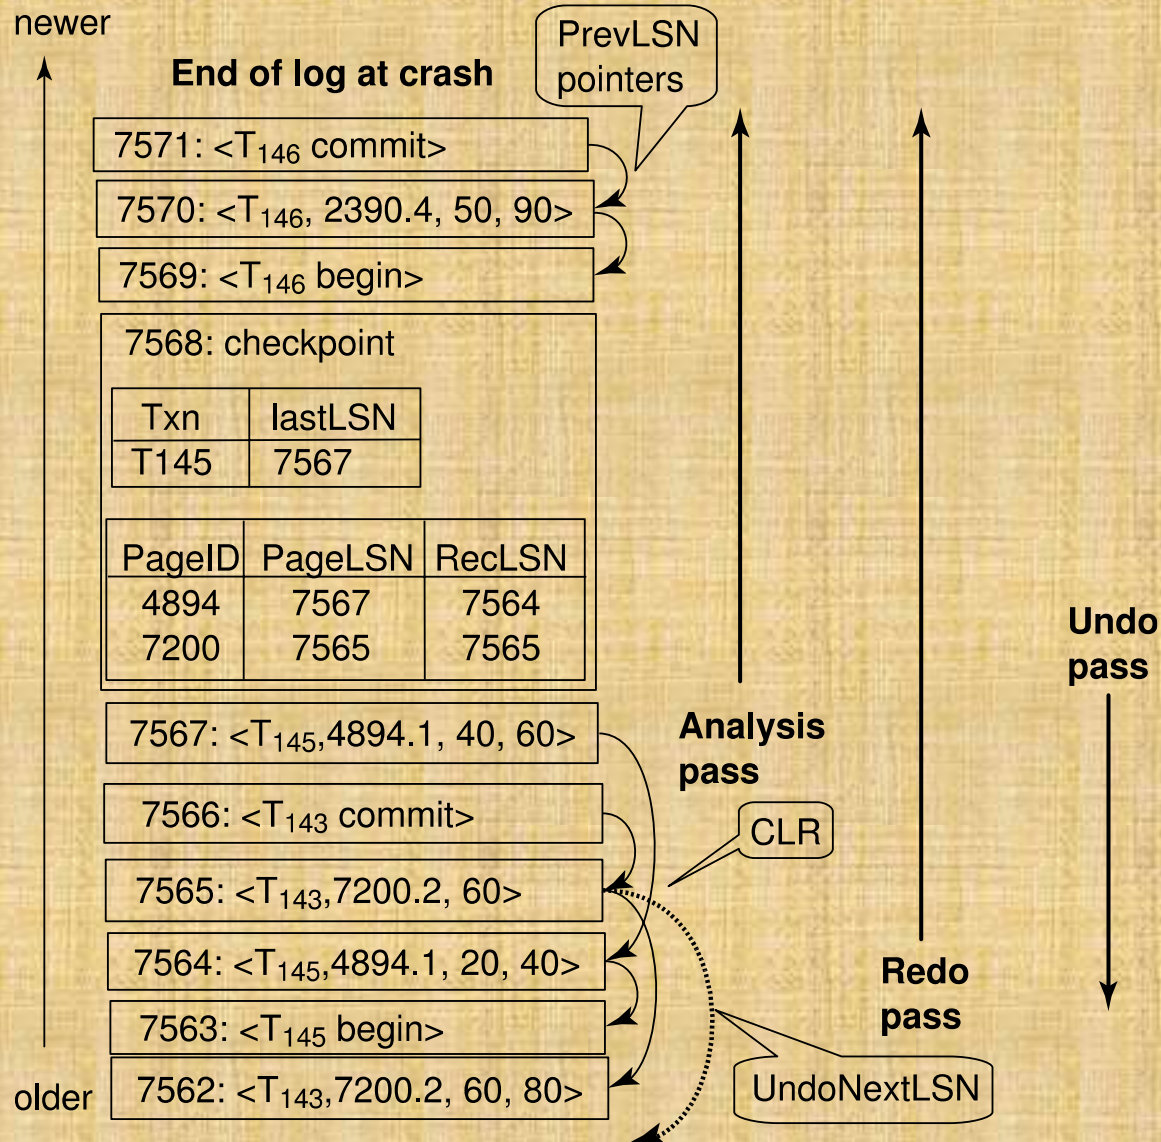 newer
PrevLSN
pointers
End of log at crash
7571: <T146 commit>
7570: <T146, 2390.4, 50, 90>
7569: <T146 begin>
7568: checkpoint
Txn lastLSN
T145 7567
PageID PageLSN RecLSN
4894 7567 7564
7200 7565 7565
Undo
pass
7567: <T145,4894.1, 40, 60>
Analysis
pass
7566: <T143 commit>
CLR
7565: <T143,7200.2, 60>
7564: <T145,4894.1, 20, 40>
Redo
pass
7563: <T145 begin>
older
7562: <T143,7200.2, 60, 80>
UndoNextLSN